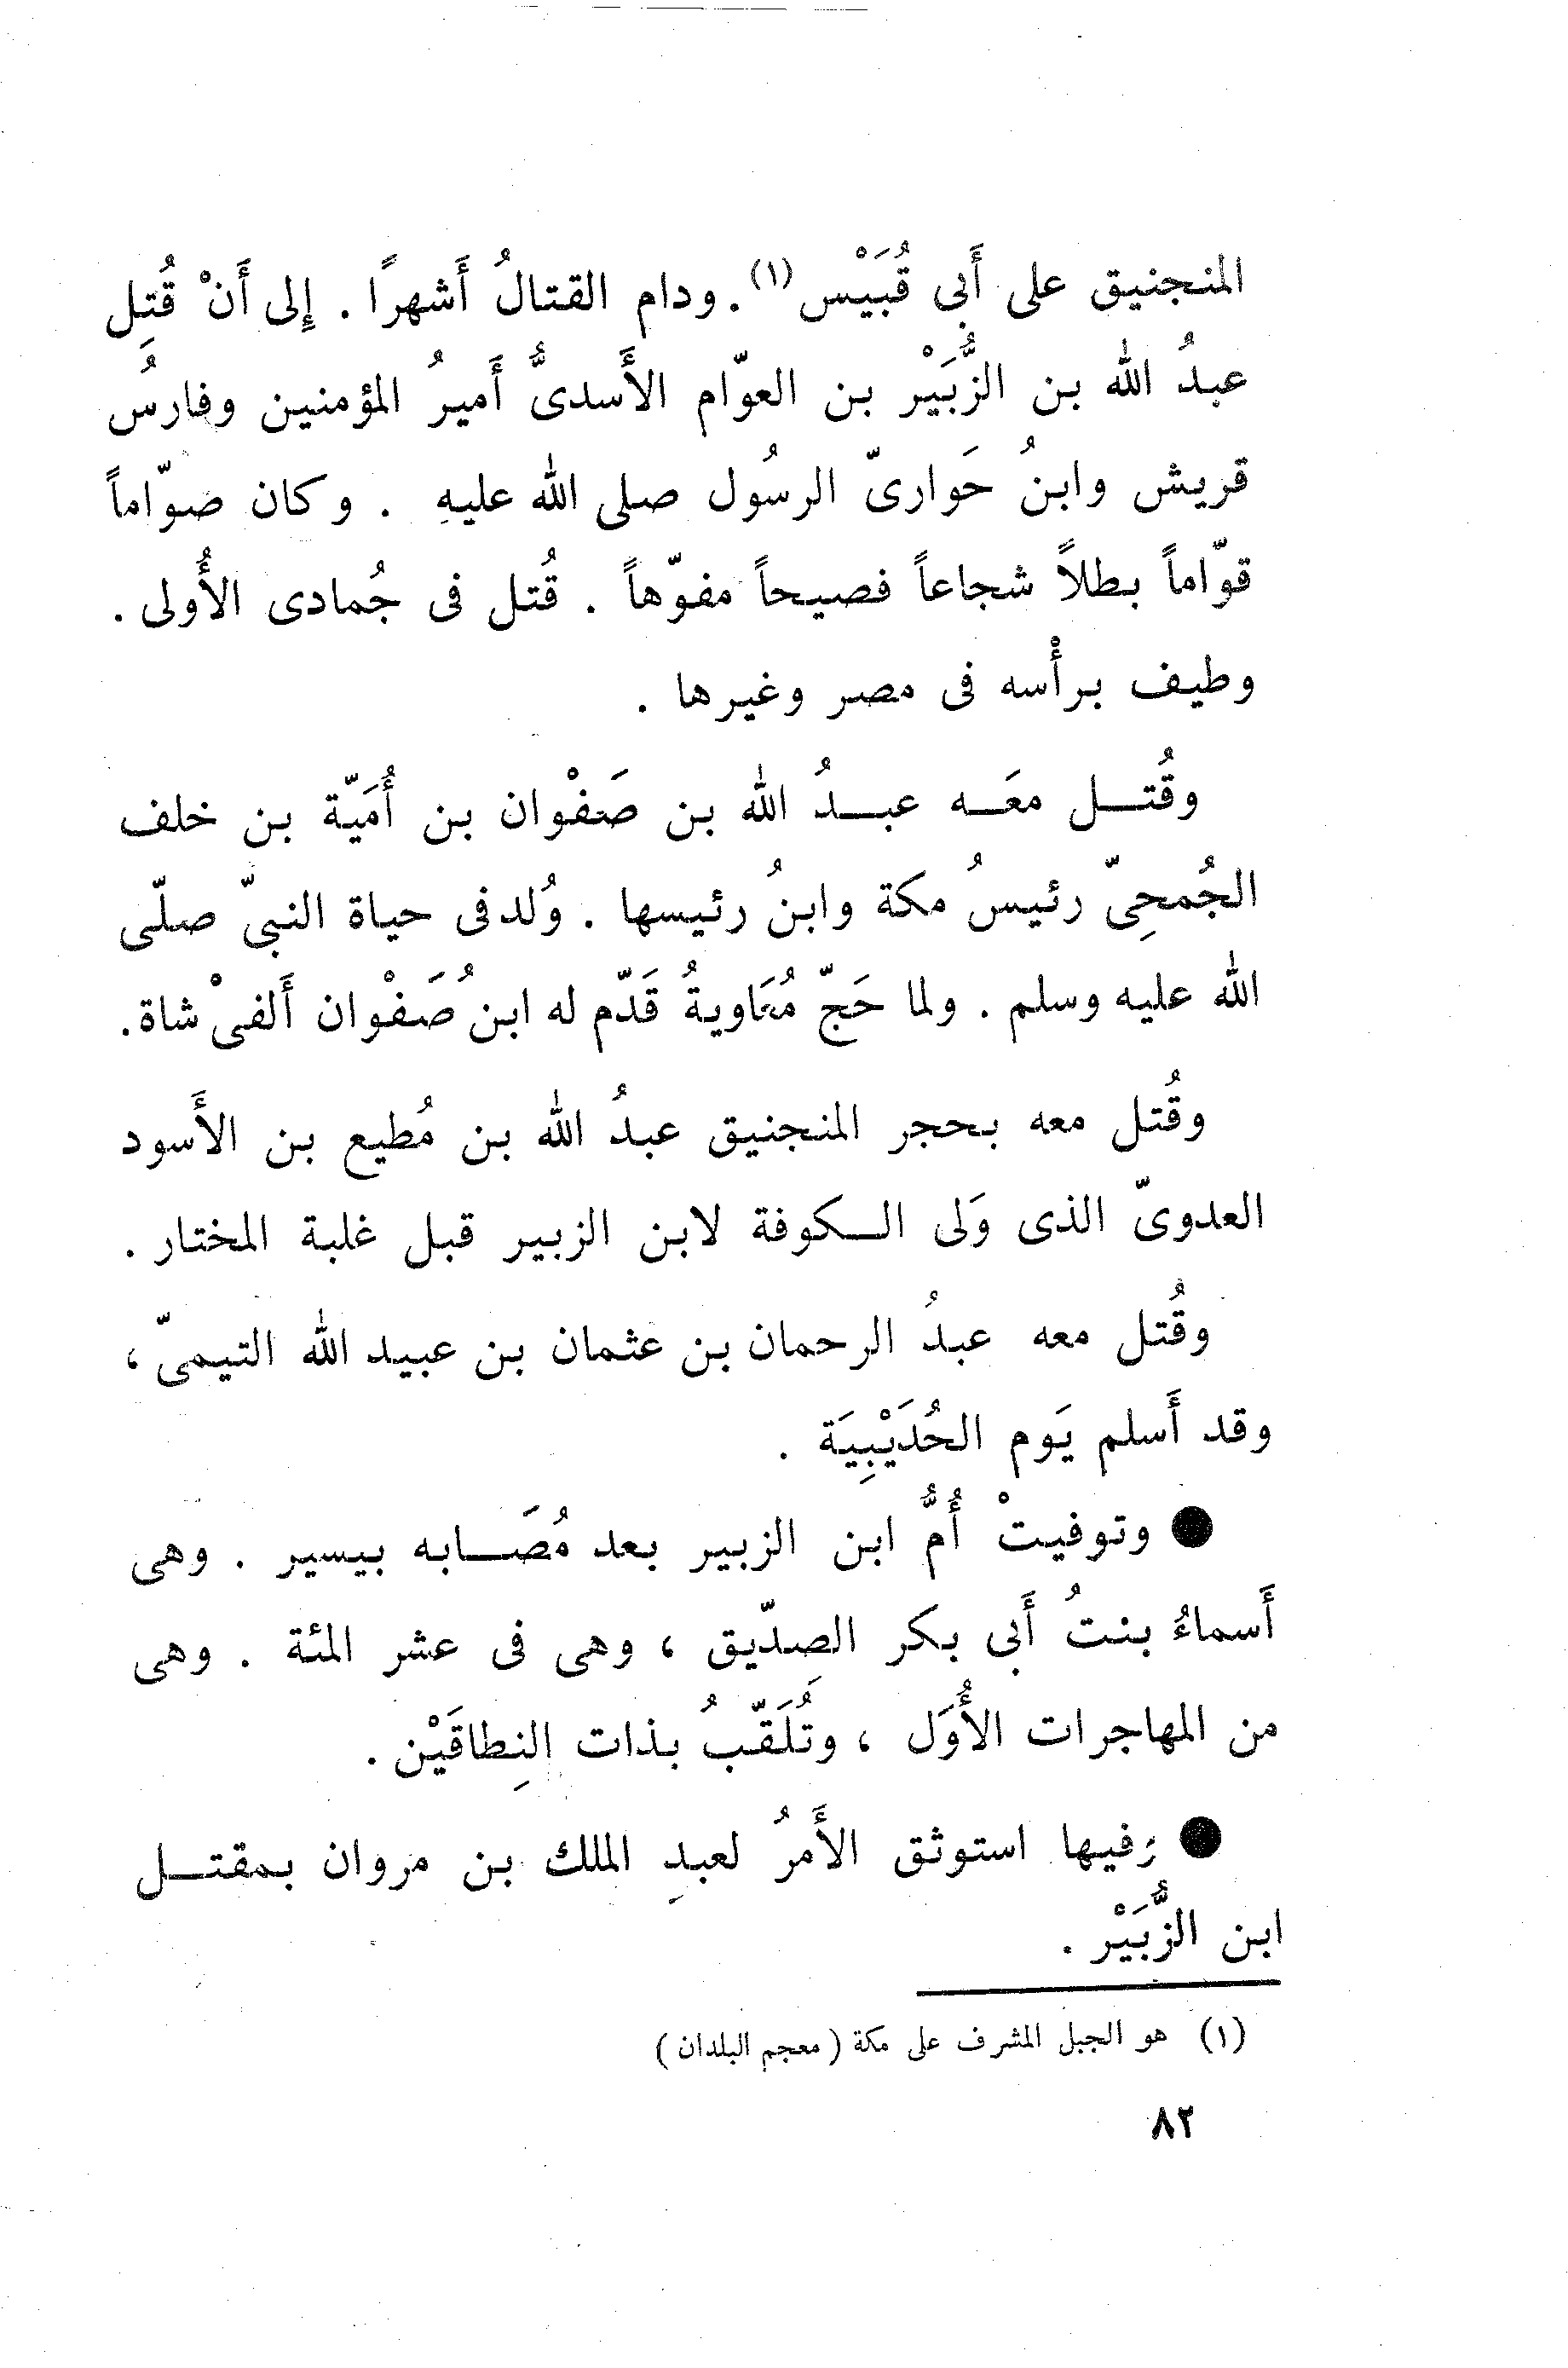 المنجنيق على أَبى قُبَيْس(١). ودام القتالُ أَشهرًا . إِلى أَنْ قُتِل
عبدُ الله بن الزُّبَيْر بن العوّام الأَسدىُّ أَميرُ المؤمنين وفارسُ
قريش وابنُ حَوارىّ الرسُول صلى الله عليهِ . وكان صوّاماً
قوّاماً بطلاً شجاعاً فصيحاً مفوّهاً . قُتل فى جُمادى الأُولى .
وطيف برأْسه فى مصر وغيرها .
وقُتل معَه عبدُ الله بن صَفْوان بن أُمَيّة بن خلف
الجُمحِىّ رئيسُ مكة وابنُ رئيسها . وُلد فى حياة النبىّ صلّى
الله عليه وسلم . ولما حَجّ مُعَاويةُ قَدّم له ابنُ صَفْوان أَلفىْ شاة.
وقُتل معه بحجر المنجنيق عبدُ الله بن مُطيع بن الأَسود
العدوىّ الذى وَلى الكوفة لابن الزبير قبل غلبة المختار .
وقُتل معه عبدُ الرحمان بن عثمان بن عبيد الله التيمىّ ،
وقد أَسلم يَوم الحُدَيْبِيَة .
● وتوفيتْ أُمُّ ابن الزبير بعد مُصَابه بيسير . وهى
أَسماءُ بنتُ أَبى بكر الصِدّيق ، وهى فى عشر المئة . وهى
من المهاجرات الأُوَل ، وتُلَقّبُ بذات النِطاقَيْن .
● وفيها استوثق الأَمرُ لعبدِ الملك بن مروان بمقتل
ابن الزُّبَيْر .
(١) هو الجبل المشرف على مكة ( معجم البلدان )
٨٢